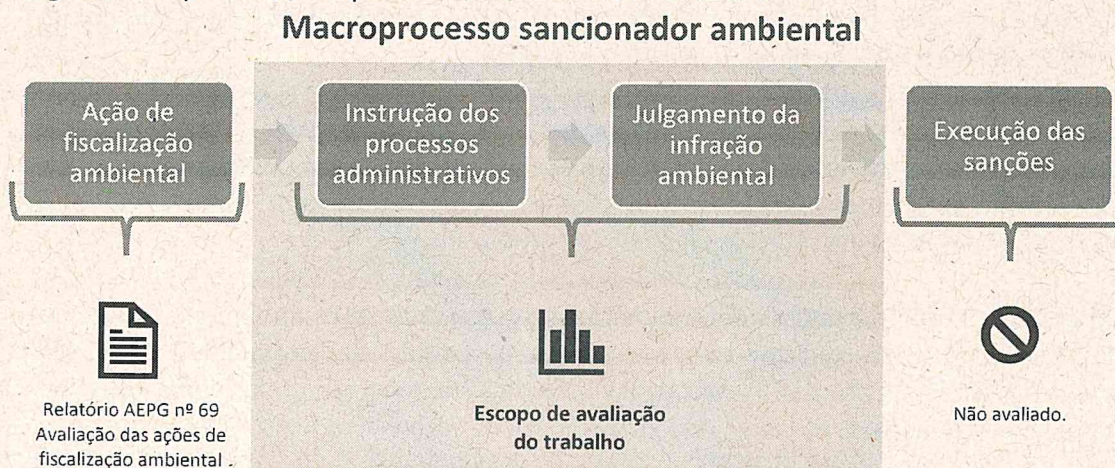 Macroprocesso sancionador ambiental
Ação de
fiscalização
ambiental
Instrução dos
processos
administrativos
Julgamento da
infração
ambiental
Execução das
sanções
Relatório AEPG nº 69
Avaliação das ações de
fiscalização ambiental .
Escopo de avaliação
do trabalho
Não avaliado.